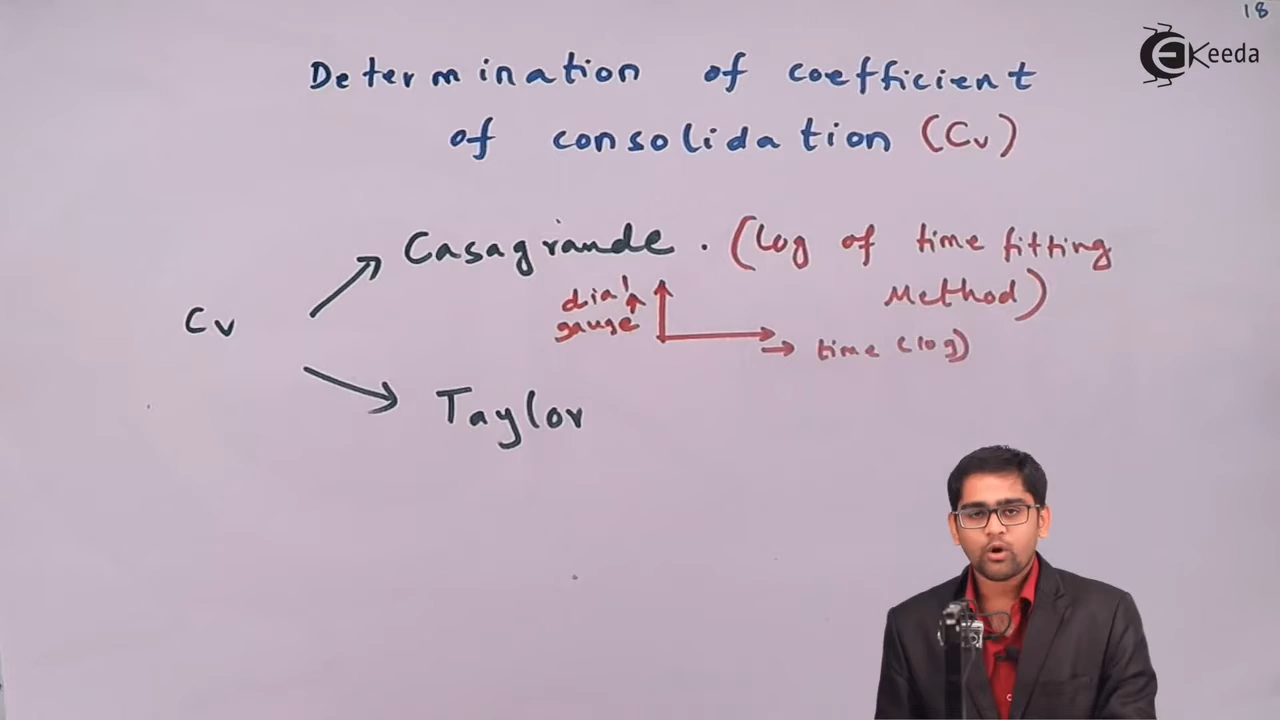 18
EKeeda
Determination of coefficient
of consolidation (Cv)
Casagrande. (log of time fitting
Method)
dial
gauge
→ time (log)
Cv
Taylor